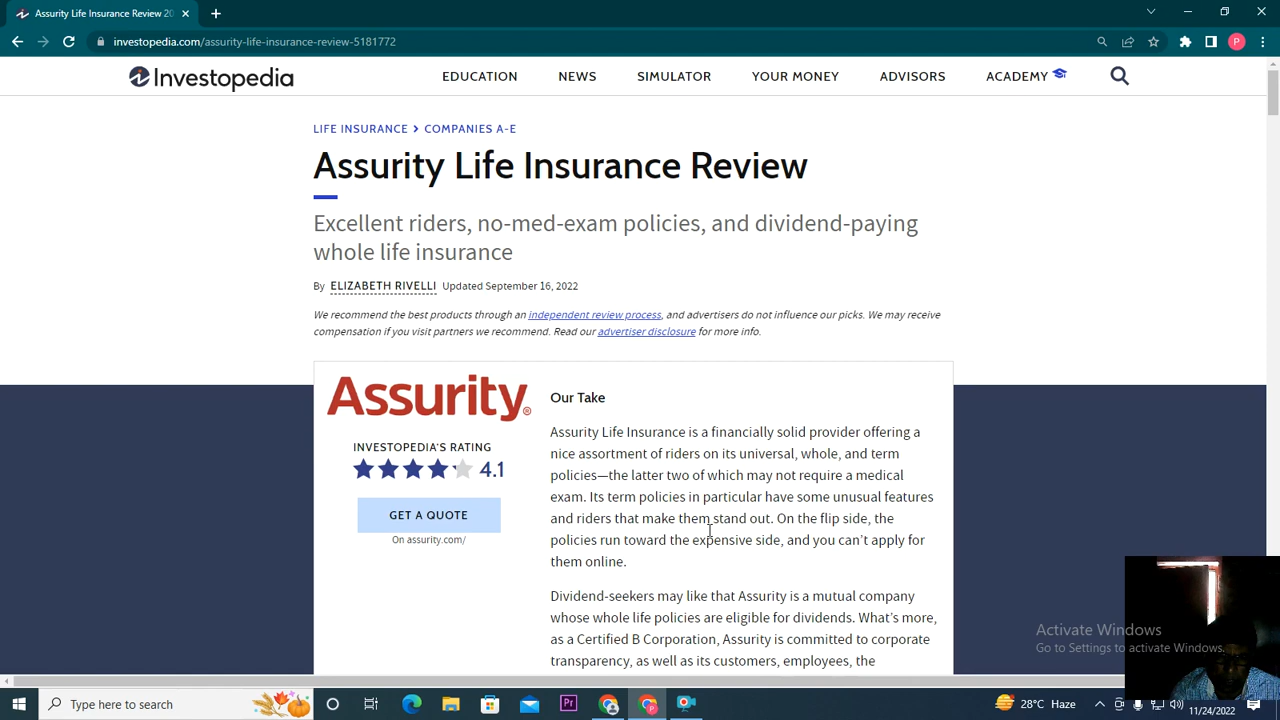 Assurity Life Insurance Review 20
investopedia.com/assurity-life-insurance-review-5181772
P
Investopedia
EDUCATION NEWS SIMULATOR YOUR MONEY ADVISORS ACADEMY
LIFE INSURANCE > COMPANIES A-E
Assurity Life Insurance Review
Excellent riders, no-med-exam policies, and dividend-paying
whole life insurance
By ELIZABETH RIVELLI Updated September 16, 2022
We recommend the best products through an independent review process, and advertisers do not influence our picks. We may receive
compensation if you visit partners we recommend. Read our advertiser disclosure for more info.
Assurity®
INVESTOPEDIA'S RATING
4.1
GET A QUOTE
On assurity.com/
Our Take
Assurity Life Insurance is a financially solid provider offering a
nice assortment of riders on its universal, whole, and term
policies—the latter two of which may not require a medical
exam. Its term policies in particular have some unusual features
and riders that make them stand out. On the flip side, the
policies run toward the expensive side, and you can’t apply for
them online.
Dividend-seekers may like that Assurity is a mutual company
whose whole life policies are eligible for dividends. What’s more,
as a Certified B Corporation, Assurity is committed to corporate
transparency, as well as its customers, employees, the
Activate Windows
Go to Settings to activate Windows.
Type here to search
Pr
28°C Haze
11/24/2022